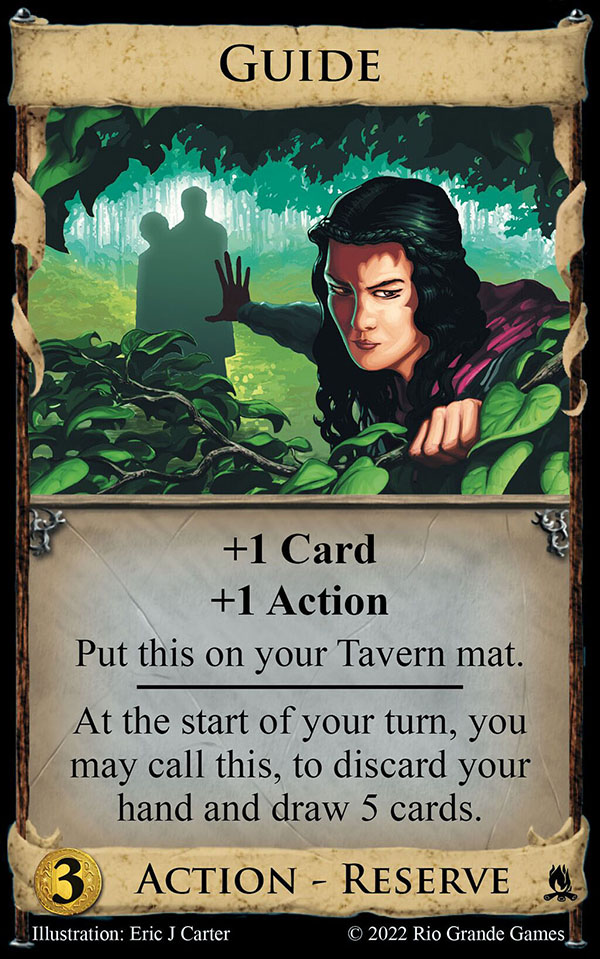 GUIDE
+1 Card
+1 Action
Put this on your Tavern mat.
At the start of your turn, you
may call this, to discard your
hand and draw 5 cards.
3
ACTION - RESERVE
Illustration: Eric J Carter
© 2022 Rio Grande Games